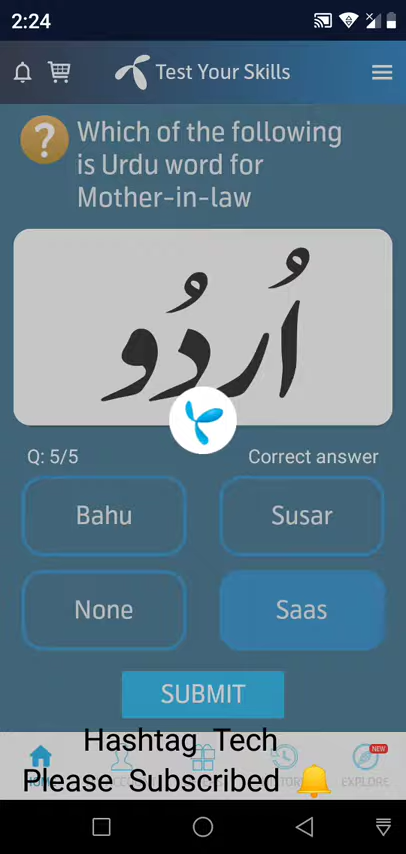 2:24
Test Your Skills
?
Which of the following
is Urdu word for
Mother-in-law
اُردُو
Q: 5/5
Correct answer
Bahu
Susar
None
Saas
SUBMIT
Hashtag Tech
Please Subscribed 🔔
NEW
EXPLORE